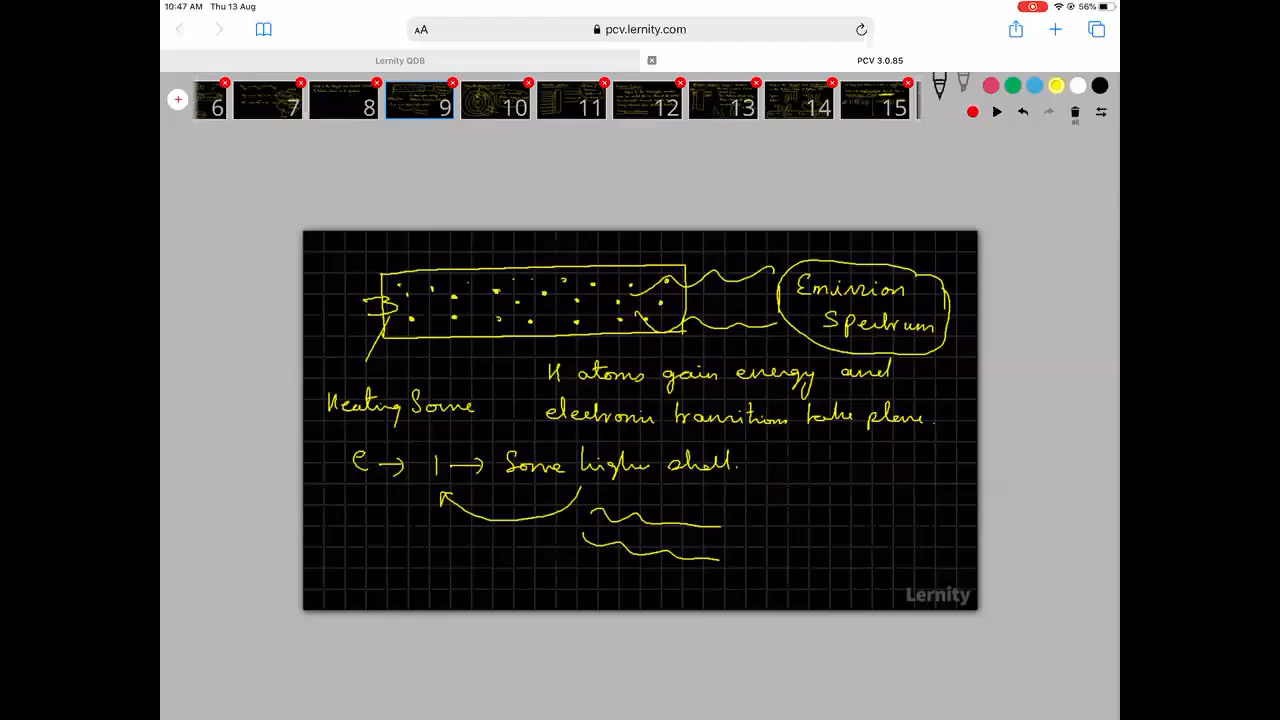 10:47 AM Thu 13 Aug
56%
AA
pcv.lernity.com
Lernity QDB
PCV 3.0.85
6
7
8
9
10
11
12
13
14
15
all
Emission
Spectrum
H atoms gain energy and
Heating Some
electronic transitions take place.
e → 1 → Some higher shell.
Lernity